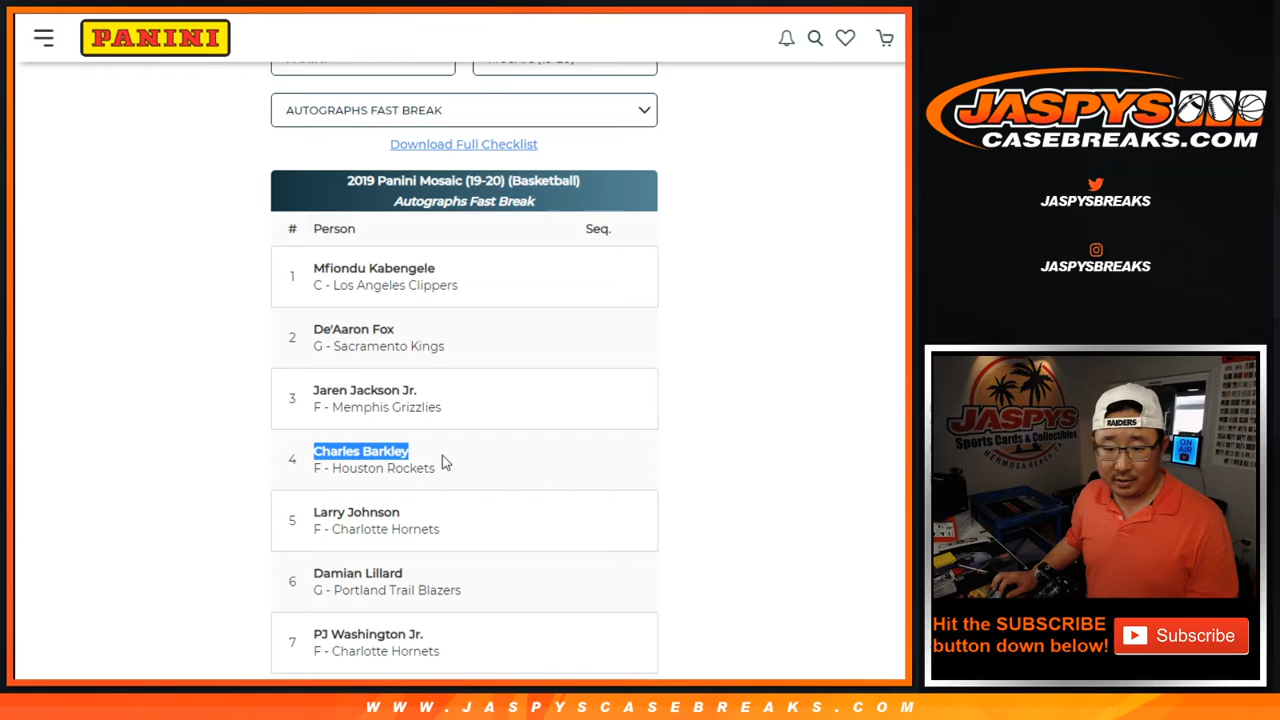 PANINI
AUTOGRAPHS FAST BREAK
Download Full Checklist
2019 Panini Mosaic (19-20) (Basketball)
Autographs Fast Break
# Person Seq.
1 Mfiondu Kabengele
C - Los Angeles Clippers
2 De'Aaron Fox
G - Sacramento Kings
3 Jaren Jackson Jr.
F - Memphis Grizzlies
4 Charles Barkley
F - Houston Rockets
5 Larry Johnson
F - Charlotte Hornets
6 Damian Lillard
G - Portland Trail Blazers
7 PJ Washington Jr.
F - Charlotte Hornets
JASPYS
CASEBREAKS.COM
JASPYSBREAKS
JASPYSBREAKS
RAIDERS
ON AIR
JASPYS
Sports Cards & Collectibles
HERMOSA BEACH, CA
Hit the SUBSCRIBE
button down below!
Subscribe
WWW.JASPYSCASEBREAKS.COM